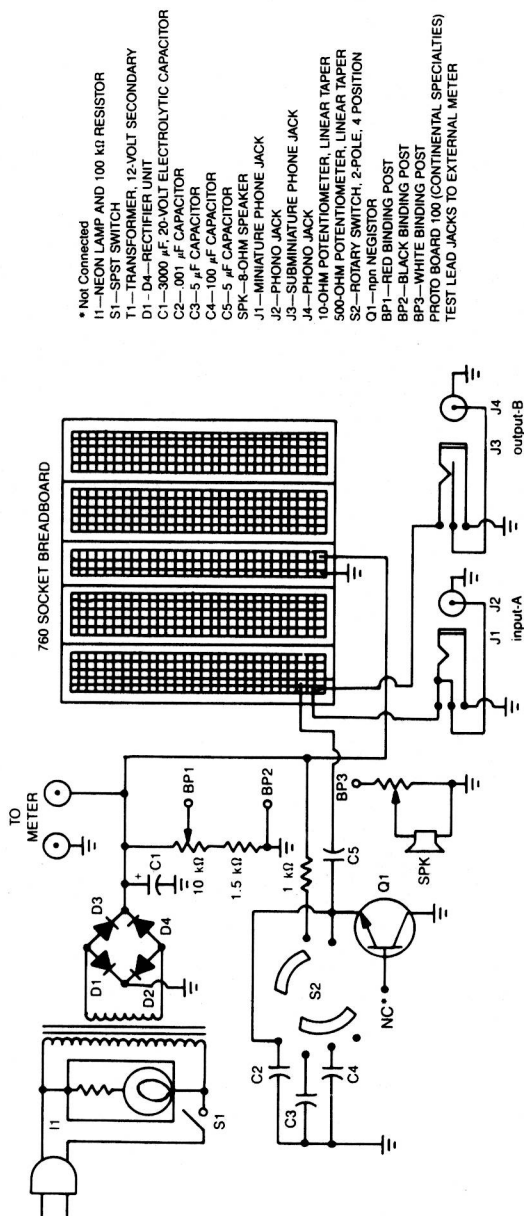 760 SOCKET BREADBOARD
TO
METER
I1
S1
D1
D3
D2
D4
+
C1
10 kΩ
1.5 kΩ
BP1
BP2
C2
C3
C4
S2
1 kΩ
C5
NC*
Q1
BP3
SPK
J1
J2
input-A
J3
J4
output-B
* Not Connected
I1—NEON LAMP AND 100 kΩ RESISTOR
S1—SPST SWITCH
T1—TRANSFORMER, 12-VOLT SECONDARY
D1 - D4—RECTIFIER UNIT
C1—3000 µF, 20-VOLT ELECTROLYTIC CAPACITOR
C2—.001 µF CAPACITOR
C3—5 µF CAPACITOR
C4—100 µF CAPACITOR
C5—5 µF CAPACITOR
SPK—8-OHM SPEAKER
J1—MINIATURE PHONE JACK
J2—PHONO JACK
J3—SUBMINIATURE PHONE JACK
J4—PHONO JACK
10-OHM POTENTIOMETER, LINEAR TAPER
500-OHM POTENTIOMETER, LINEAR TAPER
S2—ROTARY SWITCH, 2-POLE, 4 POSITION
Q1—npn NEGISTOR
BP1—RED BINDING POST
BP2—BLACK BINDING POST
BP3—WHITE BINDING POST
PROTO BOARD 100 (CONTINENTAL SPECIALTIES)
TEST LEAD JACKS TO EXTERNAL METER